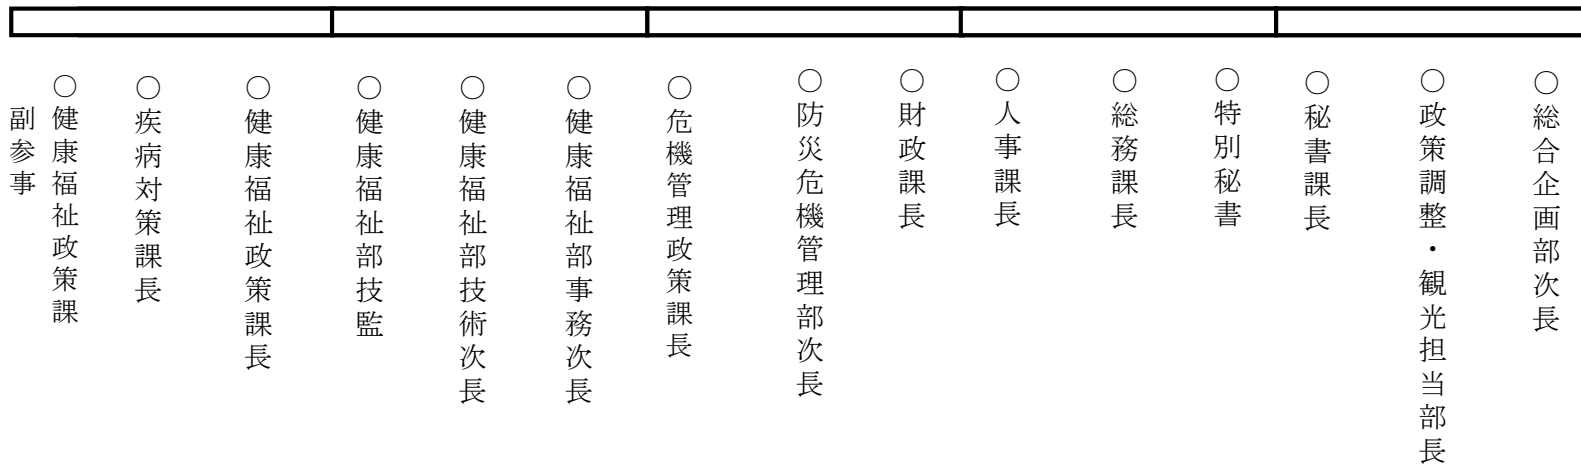 ○総合企画部次長
○政策調整・観光担当部長
○秘書課長
○特別秘書
○総務課長
○人事課長
○財政課長
○防災危機管理部次長
○危機管理政策課長
○健康福祉部事務次長
○健康福祉部技術次長
○健康福祉部技監
○健康福祉政策課長
○疾病対策課長
○健康福祉政策課
副参事